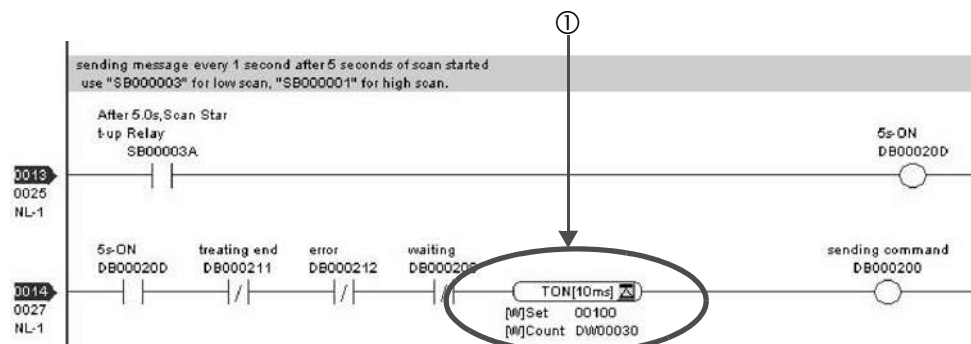 ①
sending message every 1 second after 5 seconds of scan started
use "SB000003" for low scan, "SB000001" for high scan.
After 5.0s,Scan Star
t-up Relay
SB00003A
5s-ON
DB00020D
0013
0025
NL-1
5s-ON treating end error waiting sending command
DB00020D DB000211 DB000212 DB000200
0014
TON[10ms]
0027
[W]Set 00100
NL-1
[W]Count DW00030